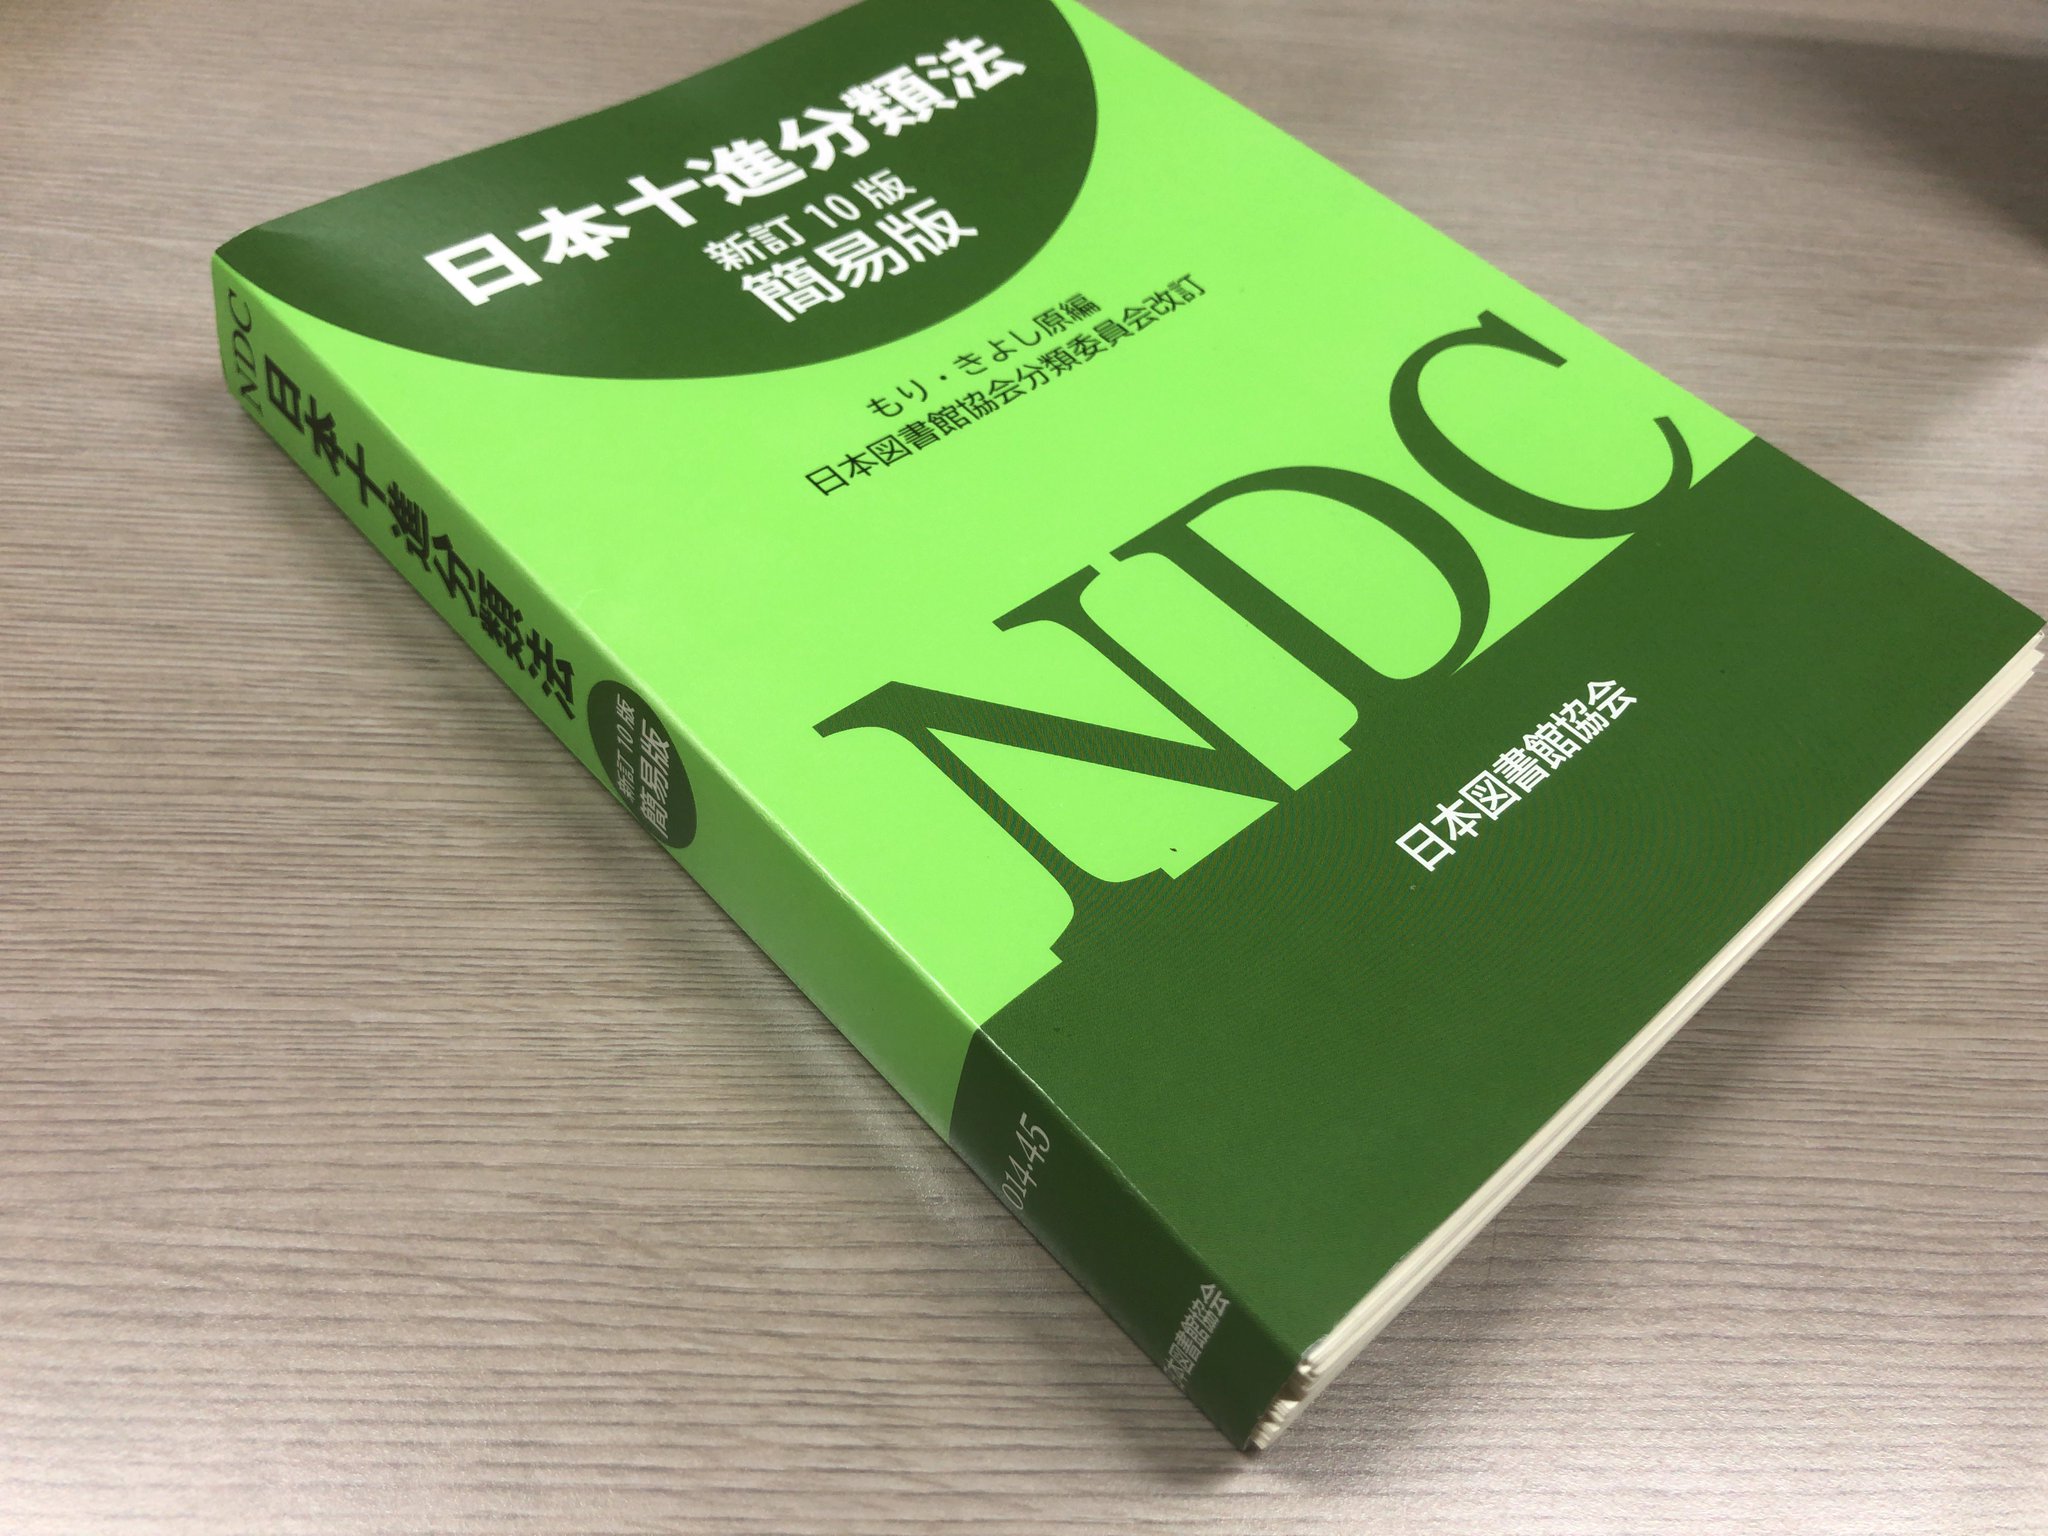 日本十進分類法
新訂 10 版
簡易版
もり・きよし原編
日本図書館協会分類委員会改訂
NDC
日本図書館協会
NDC
日本十進分類法
新訂 10 版
簡易版
014.45
日本図書館協会